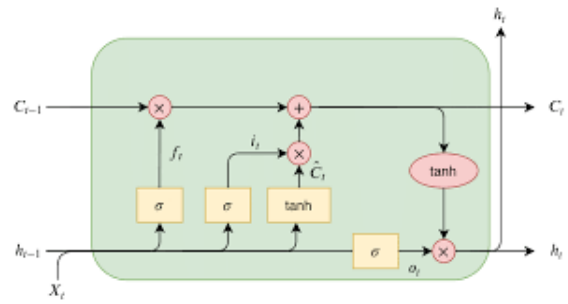 h_t
C_{t-1} × + C_t
i_t
f_t × Ĉ_t tanh
σ σ tanh
h_{t-1} σ o_t × h_t
X_t